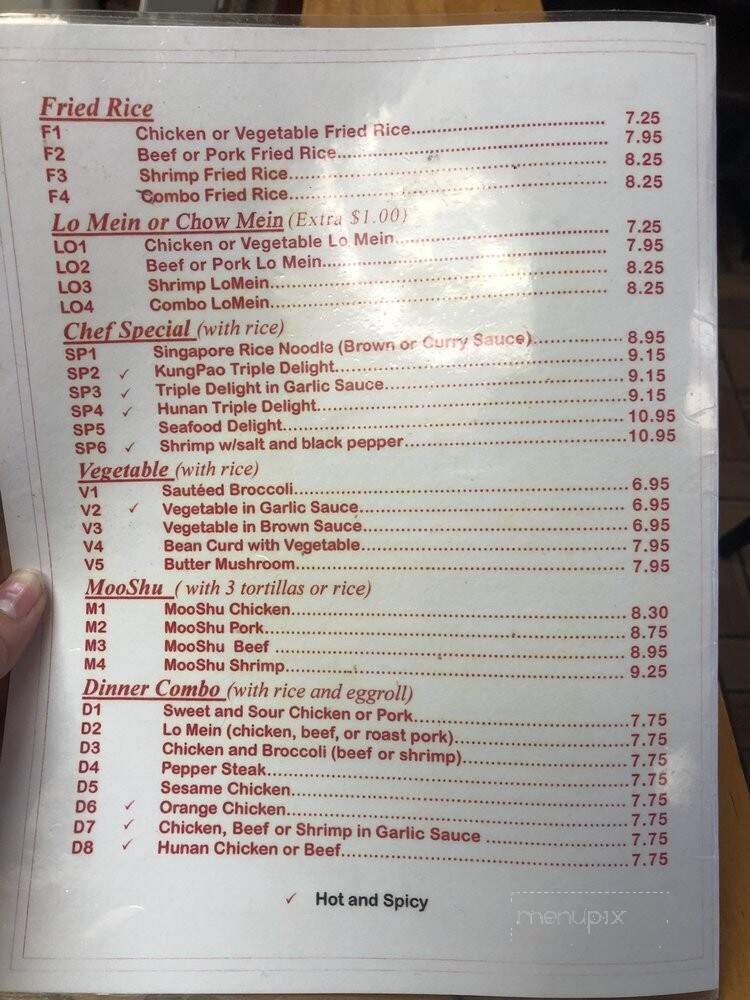 Fried Rice
F1 Chicken or Vegetable Fried Rice 7.25
F2 Beef or Pork Fried Rice 7.95
F3 Shrimp Fried Rice 8.25
F4 Combo Fried Rice 8.25
Lo Mein or Chow Mein (Extra $1.00)
LO1 Chicken or Vegetable Lo Mein 7.25
LO2 Beef or Pork Lo Mein 7.95
LO3 Shrimp LoMein 8.25
LO4 Combo LoMein 8.25
Chef Special (with rice)
SP1 Singapore Rice Noodle (Brown or Curry Sauce) 8.95
SP2 ✓ KungPao Triple Delight 9.15
SP3 ✓ Triple Delight in Garlic Sauce 9.15
SP4 ✓ Hunan Triple Delight 9.15
SP5 Seafood Delight 10.95
SP6 ✓ Shrimp w/salt and black pepper 10.95
Vegetable (with rice)
V1 Sautéed Broccoli 6.95
V2 ✓ Vegetable in Garlic Sauce 6.95
V3 Vegetable in Brown Sauce 6.95
V4 Bean Curd with Vegetable 7.95
V5 Butter Mushroom 7.95
MooShu (with 3 tortillas or rice)
M1 MooShu Chicken 8.30
M2 MooShu Pork 8.75
M3 MooShu Beef 8.95
M4 MooShu Shrimp 9.25
Dinner Combo (with rice and eggroll)
D1 Sweet and Sour Chicken or Pork 7.75
D2 Lo Mein (chicken, beef, or roast pork) 7.75
D3 Chicken and Broccoli (beef or shrimp) 7.75
D4 Pepper Steak 7.75
D5 Sesame Chicken 7.75
D6 ✓ Orange Chicken 7.75
D7 ✓ Chicken, Beef or Shrimp in Garlic Sauce 7.75
D8 ✓ Hunan Chicken or Beef 7.75
✓ Hot and Spicy
menupix